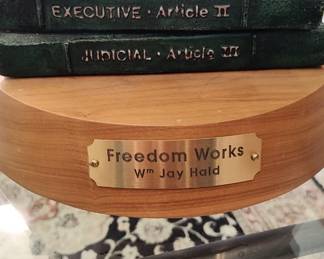 EXECUTIVE · Article II
JUDICIAL · Article III
Freedom Works
Wm Jay Hald